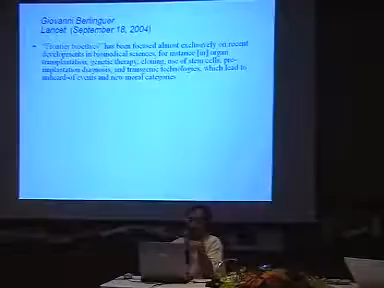 Giovanni Berlinguer
Lancet (September 18, 2004)
• "Frontier bioethics" has been focused almost exclusively on recent
developments in biomedical sciences, for instance [in] organ
transplantation, genetic therapy, cloning, use of stem cells, pre-
implantation diagnosis, and transgenic technologies, which lead to
unheard-of events and new moral categories